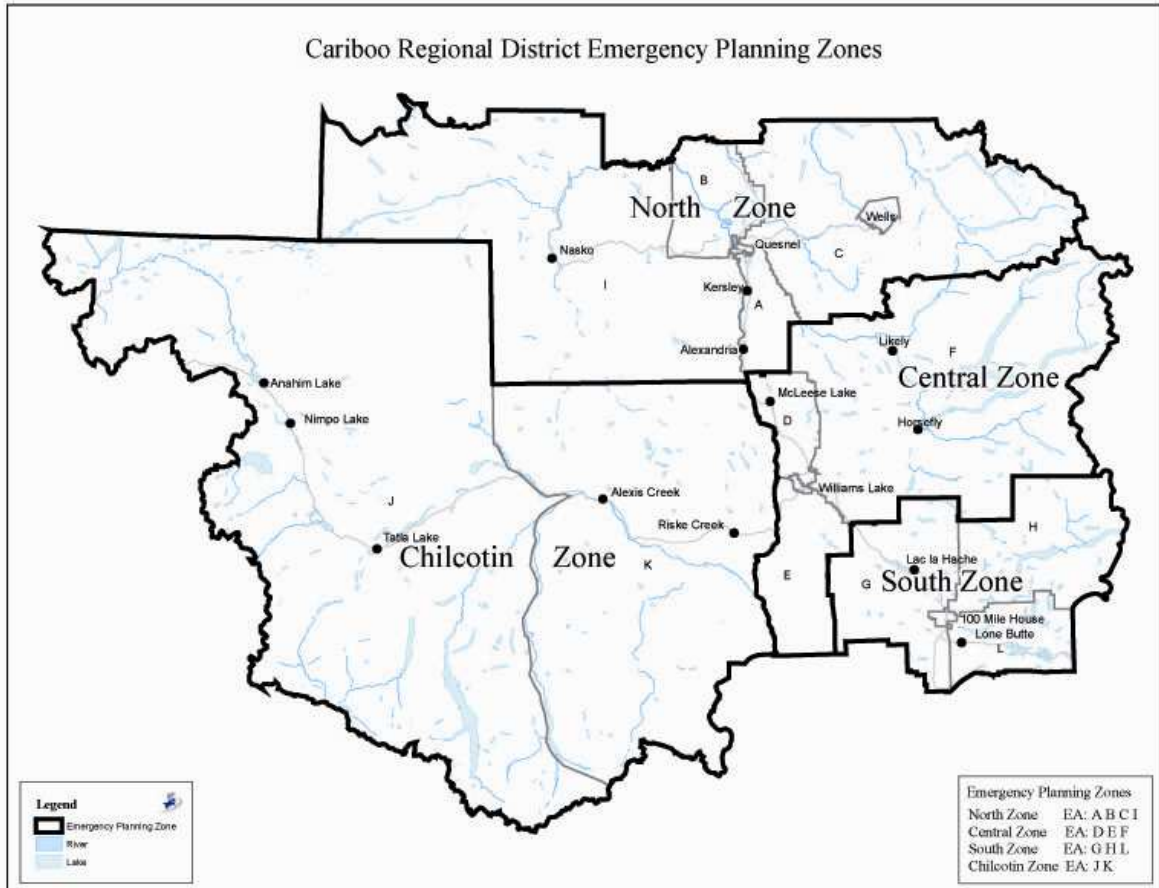 Cariboo Regional District Emergency Planning Zones
B
North Zone
Wells
Nasko
Quesnel
C
I
Kersley
A
Alexandria
Likely
F
Central Zone
Anahim Lake
McLeese Lake
Nimpo Lake
D
Horsefly
Williams Lake
Alexis Creek
J
Riske Creek
H
Tatla Lake
Chilcotin Zone
K
Lac la Hache
E
G
South Zone
100 Mile House
Lone Butte
L
Legend
Emergency Planning Zone
River
Lake
Emergency Planning Zones
North Zone EA: A B C I
Central Zone EA: D E F
South Zone EA: G H L
Chilcotin Zone EA: J K